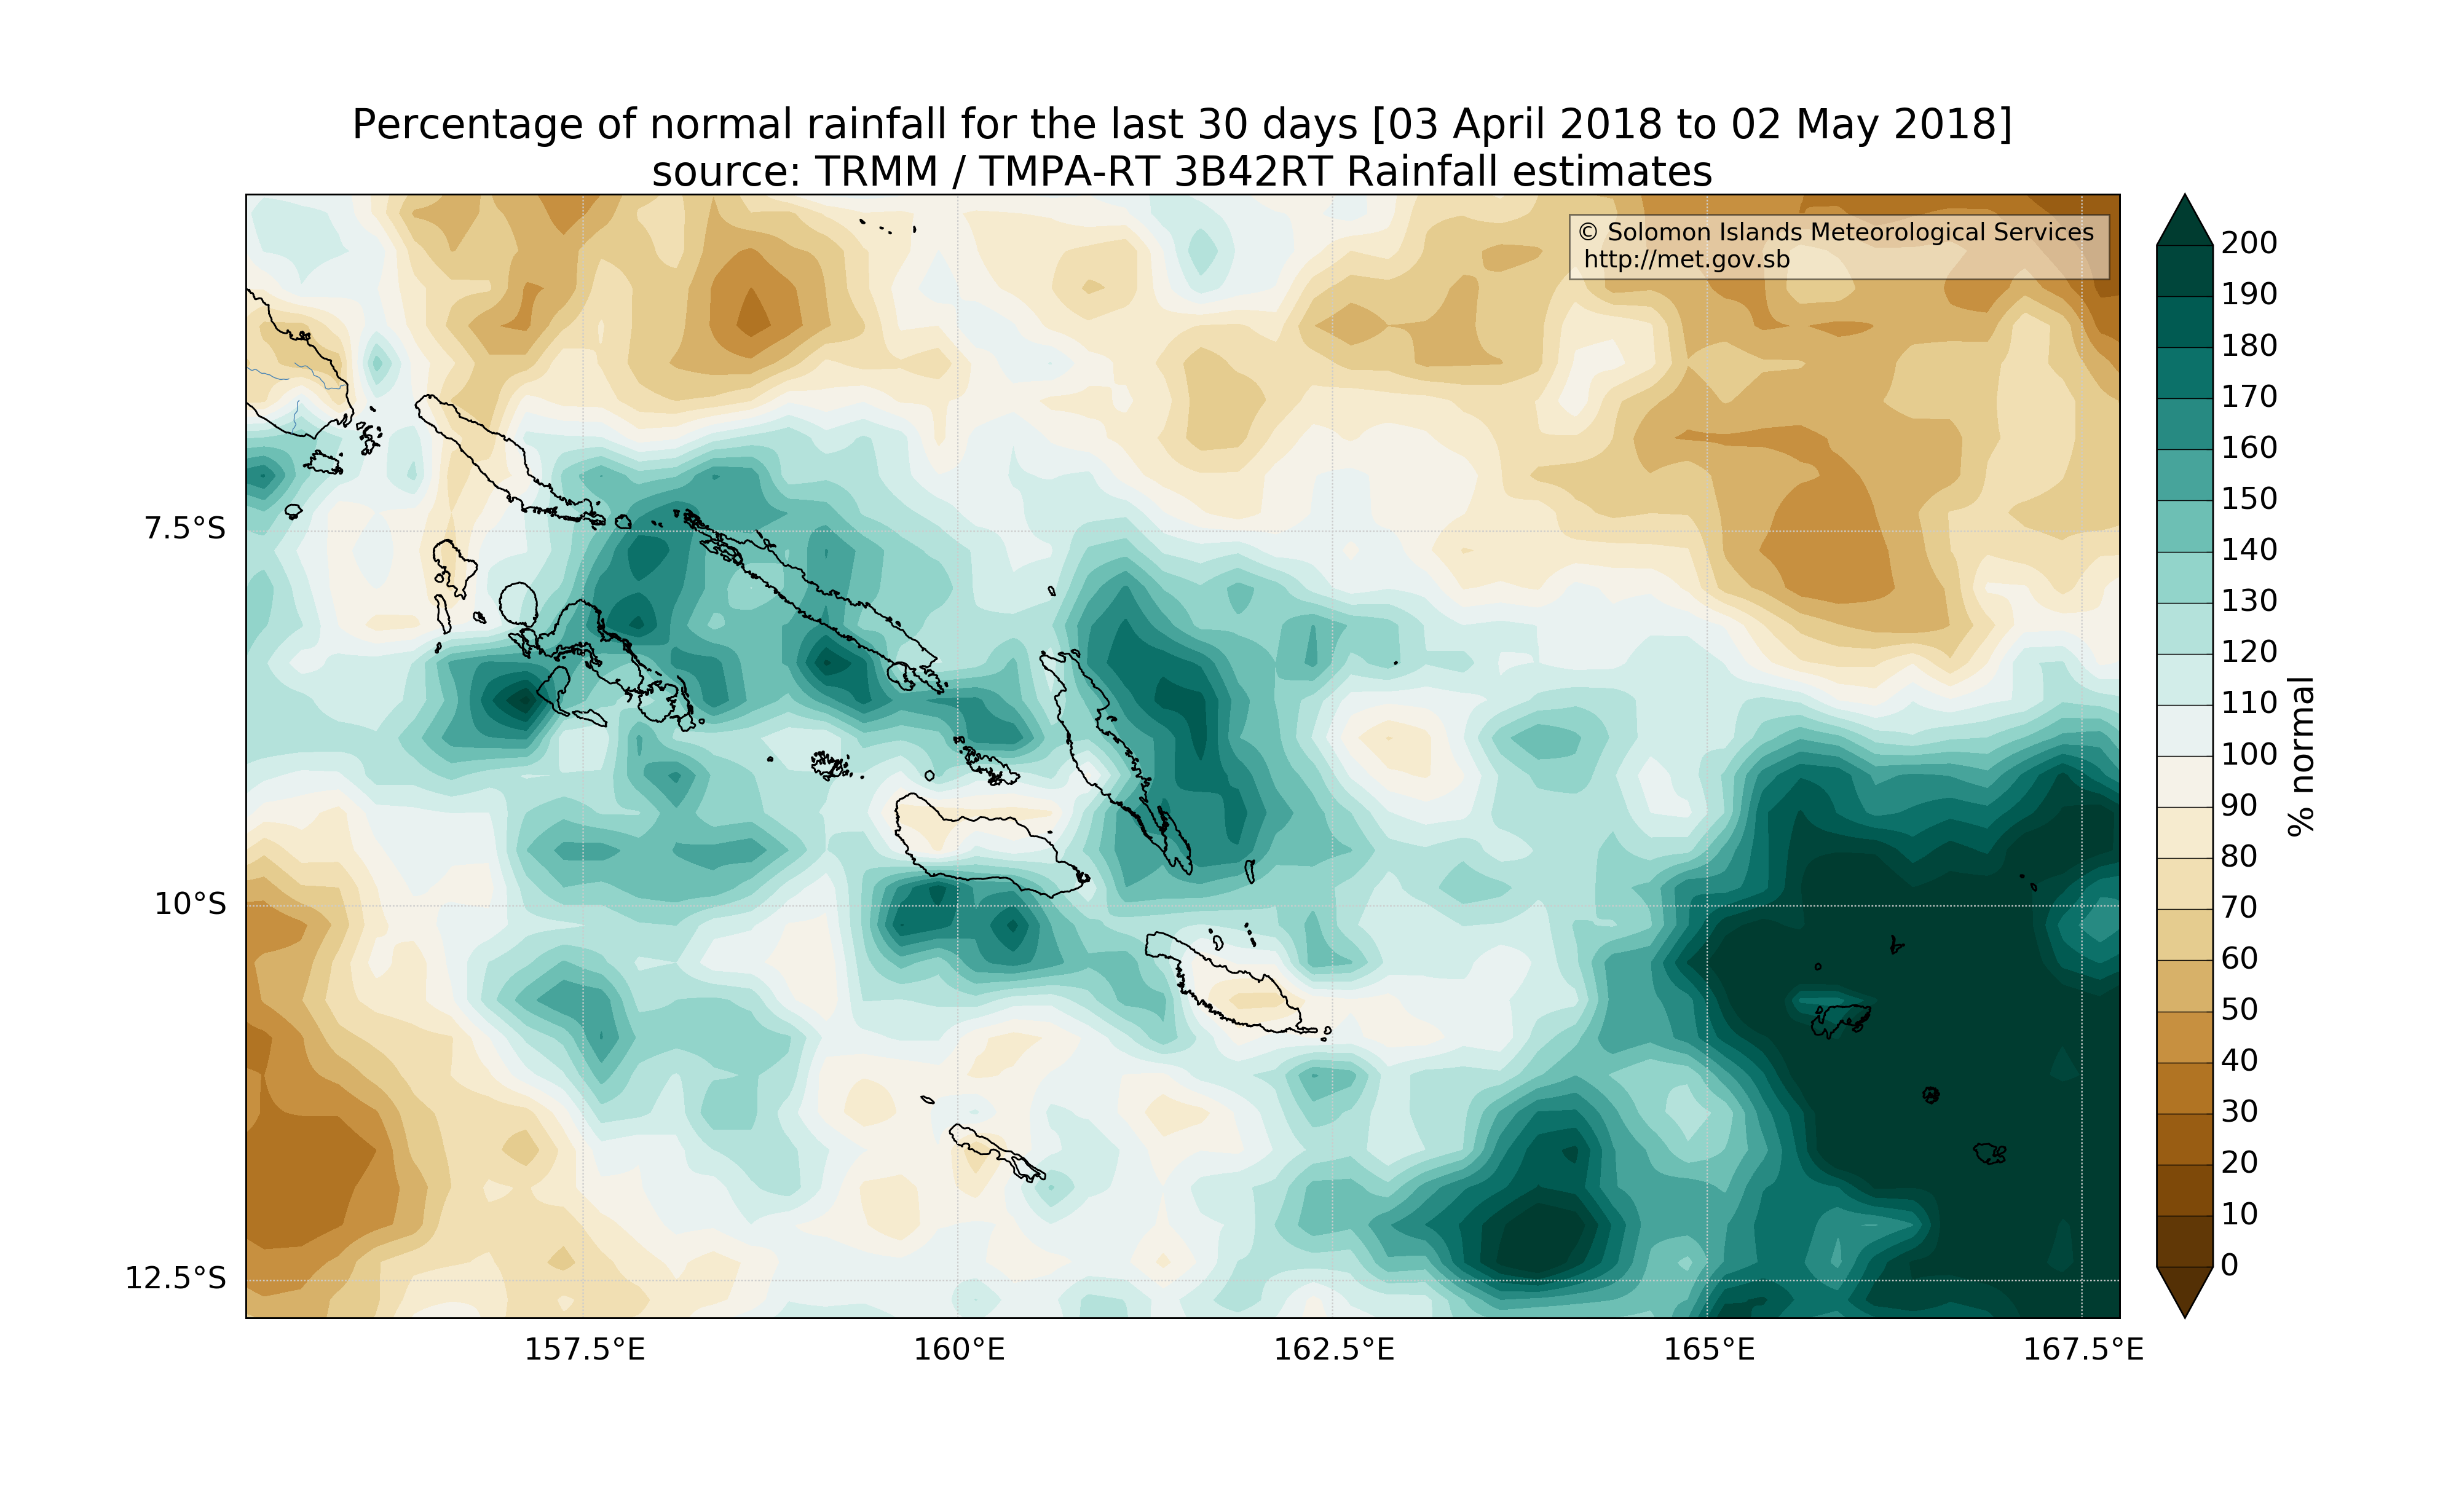 Percentage of normal rainfall for the last 30 days [03 April 2018 to 02 May 2018]
source: TRMM / TMPA-RT 3B42RT Rainfall estimates
© Solomon Islands Meteorological Services
http://met.gov.sb
7.5°S
10°S
12.5°S
157.5°E
160°E
162.5°E
165°E
167.5°E
200
190
180
170
160
150
140
130
120
110
100
90
80
70
60
50
40
30
20
10
0
% normal